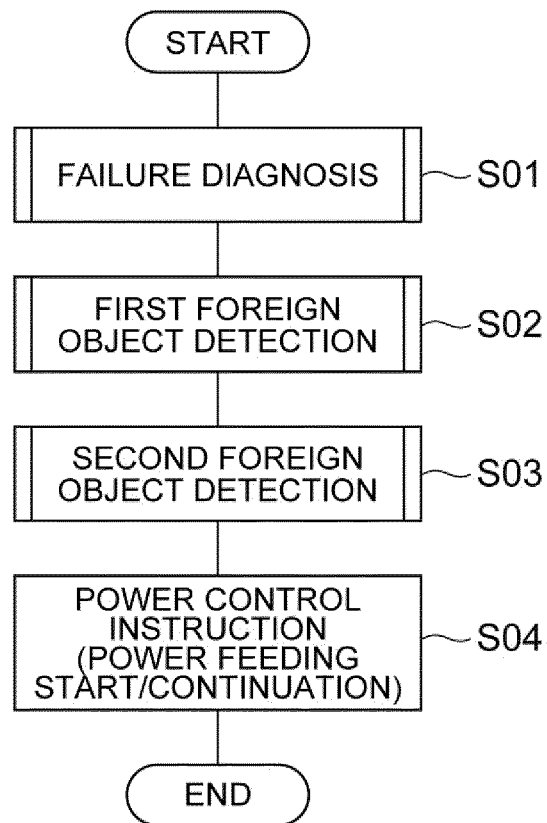 START
FAILURE DIAGNOSIS
S01
FIRST FOREIGN
OBJECT DETECTION
S02
SECOND FOREIGN
OBJECT DETECTION
S03
POWER CONTROL
INSTRUCTION
(POWER FEEDING
START/CONTINUATION)
S04
END